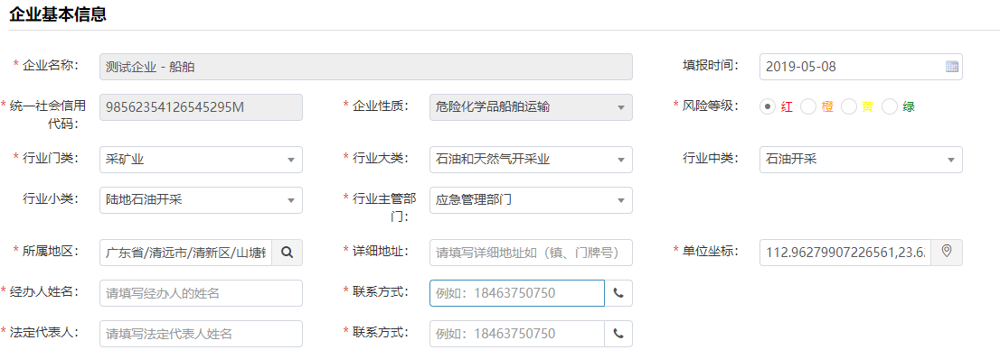 企业基本信息
* 企业名称： 测试企业 - 船舶 填报时间： 2019-05-08
* 统一社会信用代码： 98562354126545295M * 企业性质： 危险化学品船舶运输 * 风险等级： 红 橙 黄 绿
* 行业门类： 采矿业 * 行业大类： 石油和天然气开采业 行业中类： 石油开采
行业小类： 陆地石油开采 * 行业主管部门： 应急管理部门
* 所属地区： 广东省/清远市/清新区/山塘 * 详细地址： 请填写详细地址如（镇、门牌号） * 单位坐标： 112.96279907226561,23.6
* 经办人姓名： 请填写经办人的姓名 * 联系方式： 例如：18463750750
* 法定代表人： 请填写法定代表人姓名 * 联系方式： 例如：18463750750